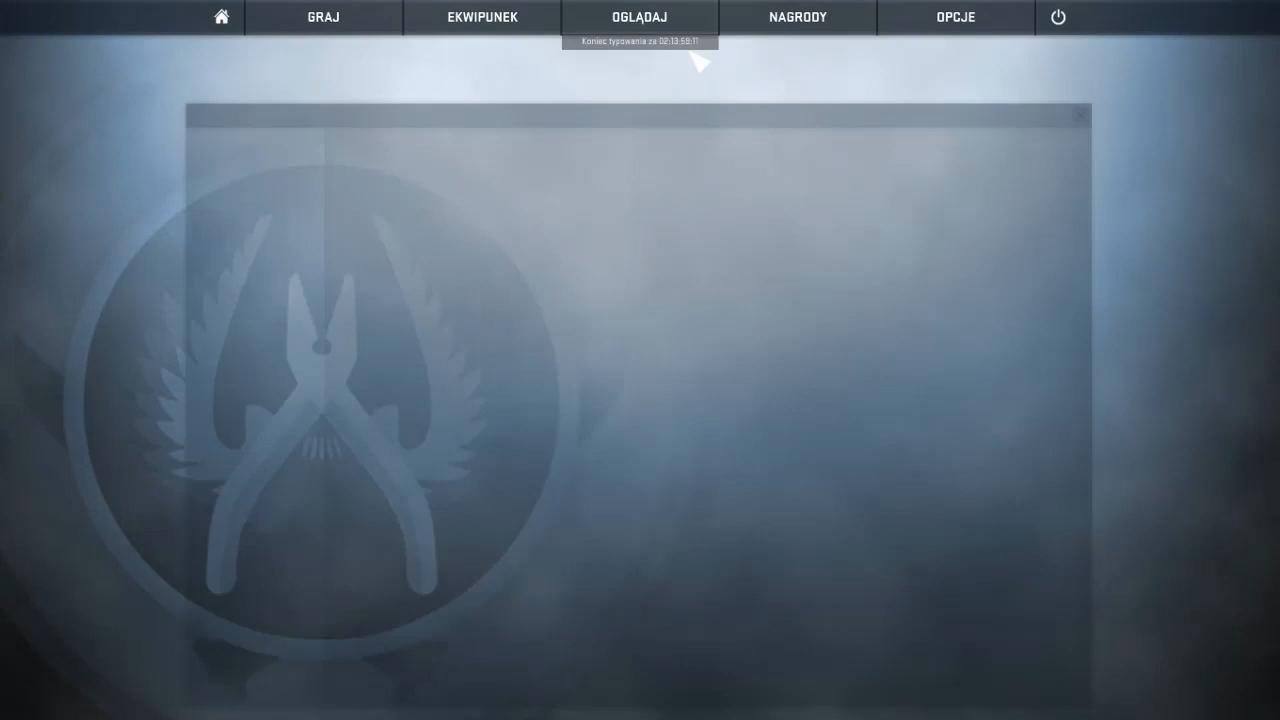 GRAJ
EKWIPUNEK
OGLĄDAJ
NAGRODY
OPCJE
Koniec typowania za 02:13:59:11